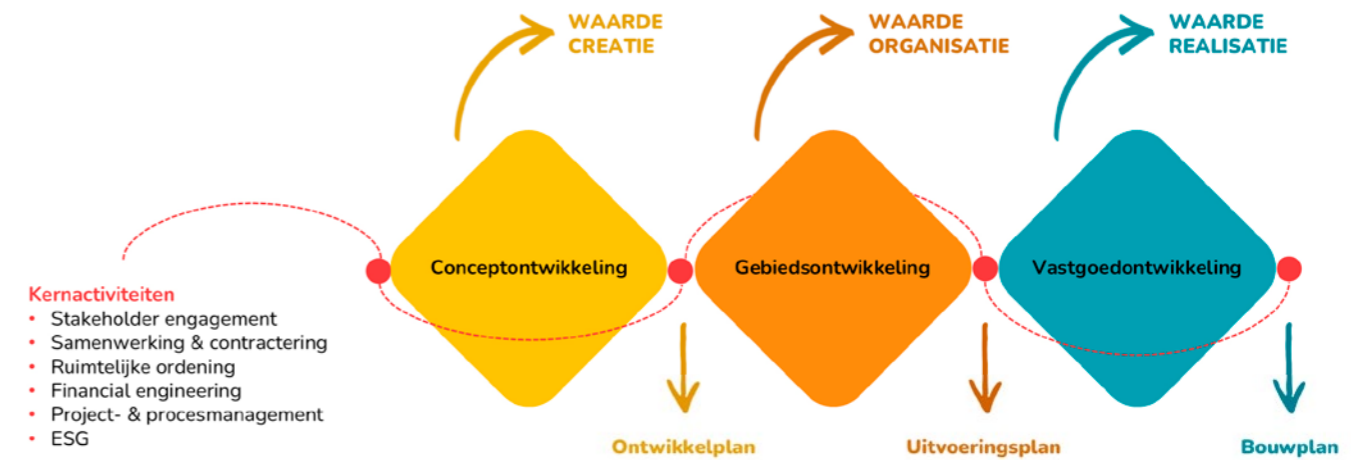 WAARDE
CREATIE
WAARDE
ORGANISATIE
WAARDE
REALISATIE
Conceptontwikkeling
Gebiedsontwikkeling
Vastgoedontwikkeling
Kernactiviteiten
• Stakeholder engagement
• Samenwerking & contractering
• Ruimtelijke ordening
• Financial engineering
• Project- & procesmanagement
• ESG
Ontwikkelplan
Uitvoeringsplan
Bouwplan